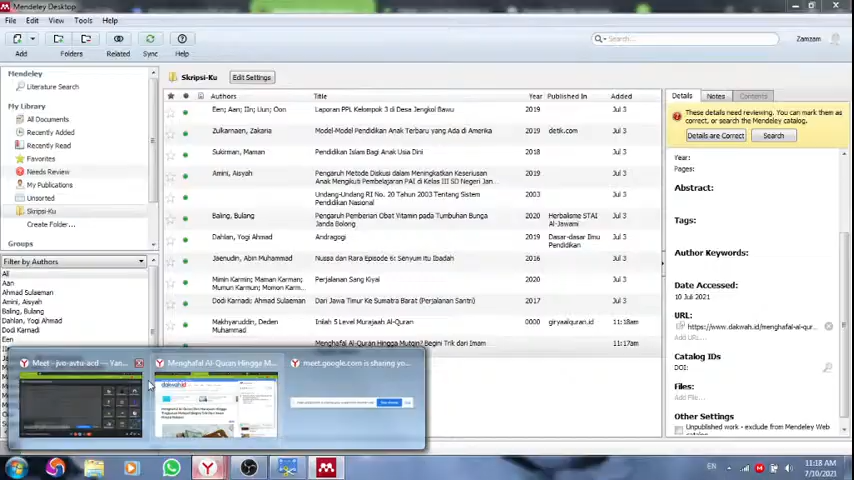 Mendeley Desktop
File Edit View Tools Help
Add Folders Related Sync Help
Search...
Zamzam
Mendeley
Literature Search
My Library
All Documents
Recently Added
Recently Read
Favorites
Needs Review
My Publications
Unsorted
Skripsi-Ku
Create Folder...
Groups
Filter by Authors
All
Aan
Ahmad Sulaeman
Amini, Aisyah
Baling, Bulang
Dahlan, Yogi Ahmad
Dodi Karnadi
Skripsi-Ku Edit Settings
Authors Title Year Published In Added
Een; Aan; IIn; Uun; Oon Laporan PPL Kelompok 3 di Desa Jengkol Bawu 2019 Jul 3
Zulkarnaen, Zakaria Model-Model Pendidikan Anak Terbaru yang Ada di Amerika 2019 detik.com Jul 3
Sukirman, Maman Pendidikan Islam Bagi Anak Usia Dini 2018 Jul 3
Amini, Aisyah Pengaruh Metode Diskusi dalam Meningkatkan Keseriusan Anak Mengikuti Pembelajaran PAI di Kelas III SD Negeri Jam... 2019 Jul 3
Undang-Undang RI No. 20 Tahun 2003 Tentang Sistem Pendidikan Nasional 2003 Jul 3
Baling, Bulang Pengaruh Pemberian Obat Vitamin pada Tumbuhan Bunga Janda Bolong 2020 Herbalisme STAI Al-Jawami Jul 3
Dahlan, Yogi Ahmad Andragogi 2019 Dasar-dasar Ilmu Pendidikan Jul 3
Jaenudin, Abin Muhammad Nussa dan Rara Episode 6: Senyum Itu Ibadah 2016 Jul 3
Mimin Karmin; Maman Karman; Mumun Karmun; Momon Karm... Perjalanan Sang Kiyai 2020 Jul 3
Dodi Karnadi; Ahmad Sulaeman Dari Jawa Timur Ke Sumatra Barat (Perjalanan Santri) 2017 Jul 3
Makhyaruddin, Deden Muhammad Inilah 5 Level Murajaah Al-Quran 0000 giryaalquran.id 11:18am
Menghafal Al-Quran Hingga Mutqin? Begini Trik dari Imam 11:17am
Details Notes Contents
These details need reviewing. You can mark them as correct, or search the Mendeley catalog.
Details are Correct Search
Year:
Pages:
Abstract:
Tags:
Author Keywords:
Date Accessed:
10 Jul 2021
URL:
https://www.dakwah.id/menghafal-al-qur...
Add URL...
Catalog IDs
DOI:
Files:
Add File...
Other Settings
Unpublished work - exclude from Mendeley Web catalog
Meet - jvo-avtu-acd — Yan...
Menghafal Al-Quran Hingga M...
meet.google.com is sharing yo...
dakwah.id
EN
11:18 AM
7/10/2021